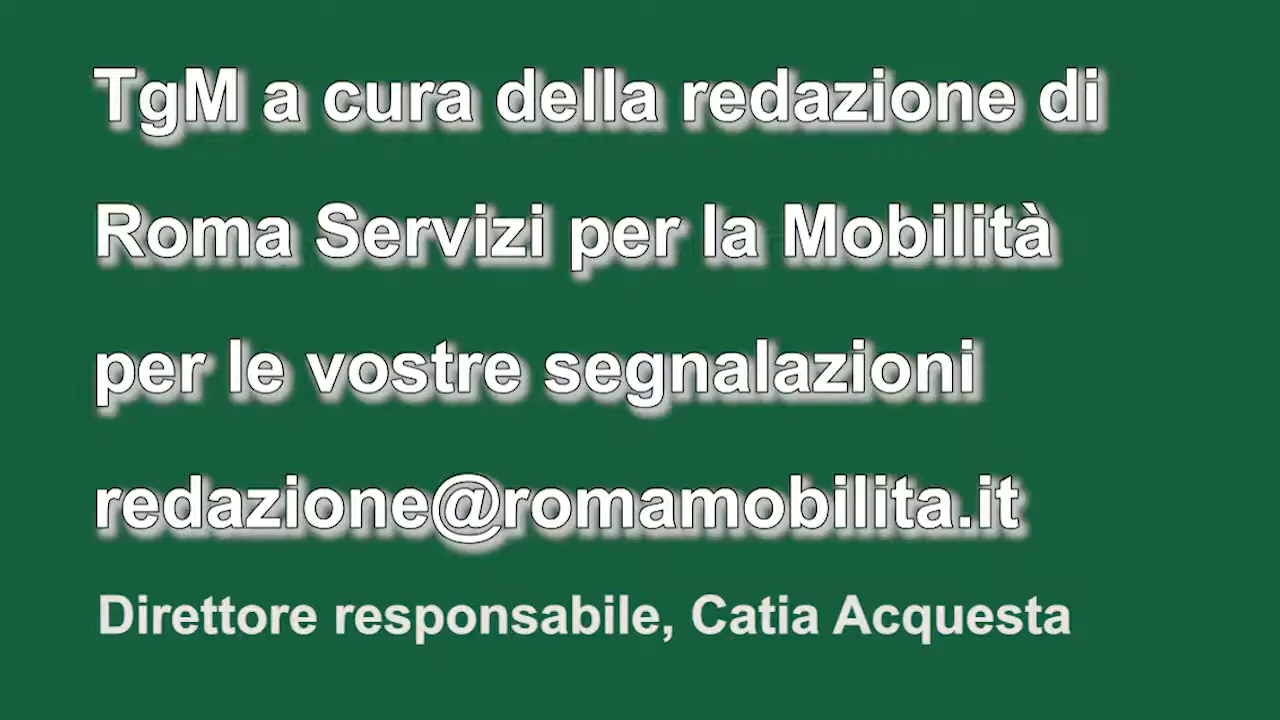 TgM a cura della redazione di
Roma Servizi per la Mobilità
per le vostre segnalazioni
redazione@romamobilita.it
Direttore responsabile, Catia Acquesta